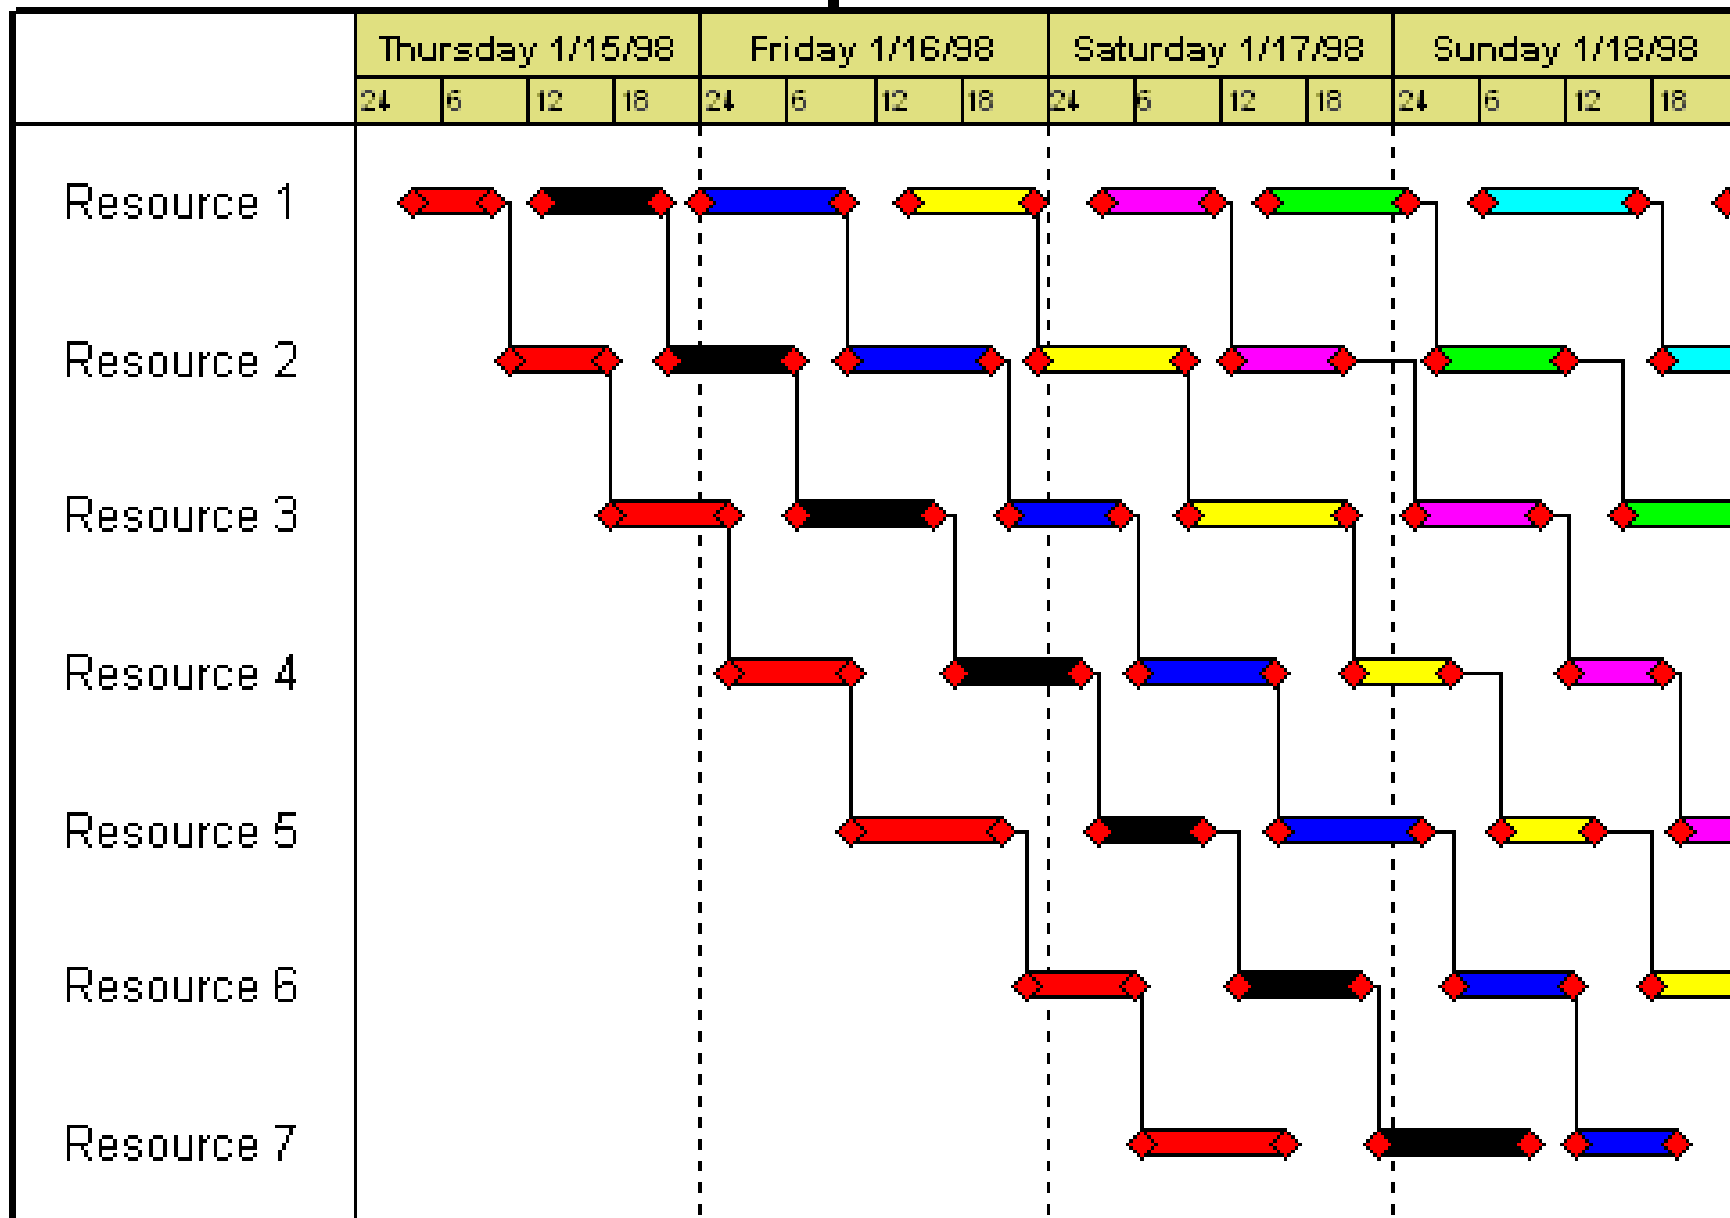 Thursday 1/15/98 Friday 1/16/98 Saturday 1/17/98 Sunday 1/18/98
24 6 12 18 24 6 12 18 24 6 12 18 24 6 12 18
Resource 1
Resource 2
Resource 3
Resource 4
Resource 5
Resource 6
Resource 7